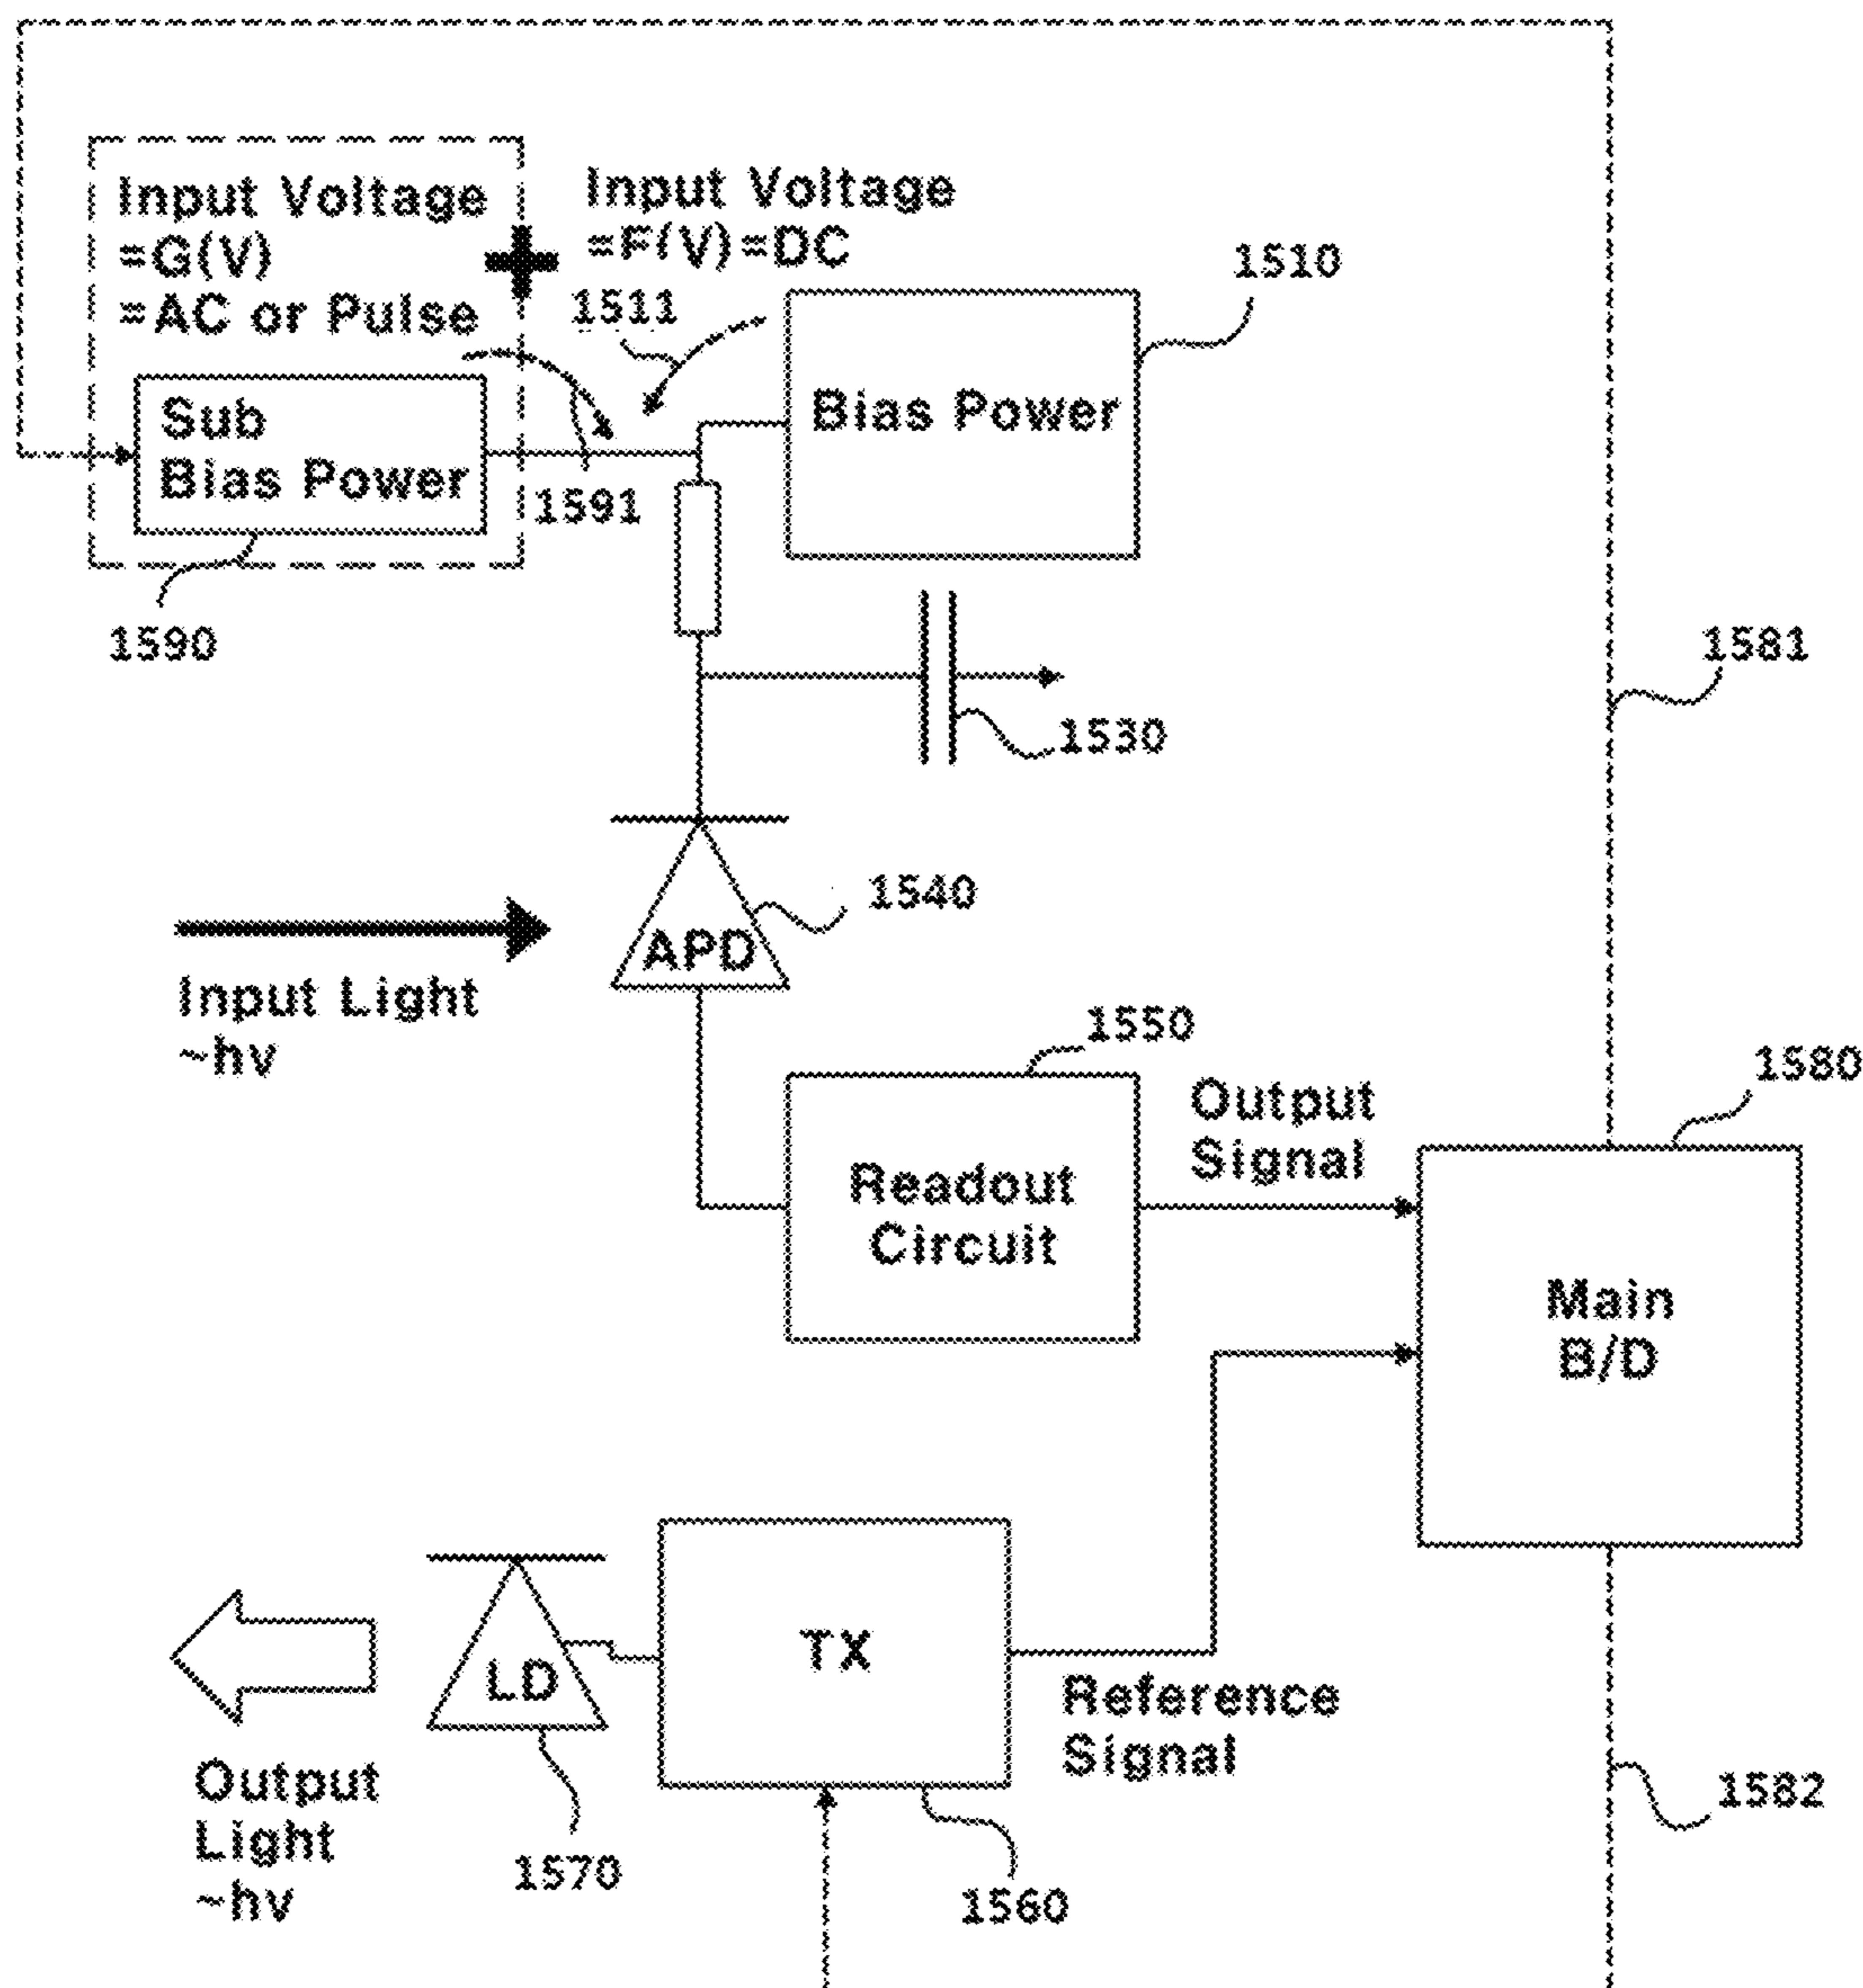 Input Voltage
=G(V)
=AC or Pulse
Input Voltage
=F(V)=DC
1511
1510
Bias Power
Sub
Bias Power
1591
1590
1581
1530
1540
APD
Input Light
~hv
1550
1580
Output
Signal
Readout
Circuit
Main
B/D
TX
LD
Reference
Signal
Output
Light
~hv
1582
1570
1560